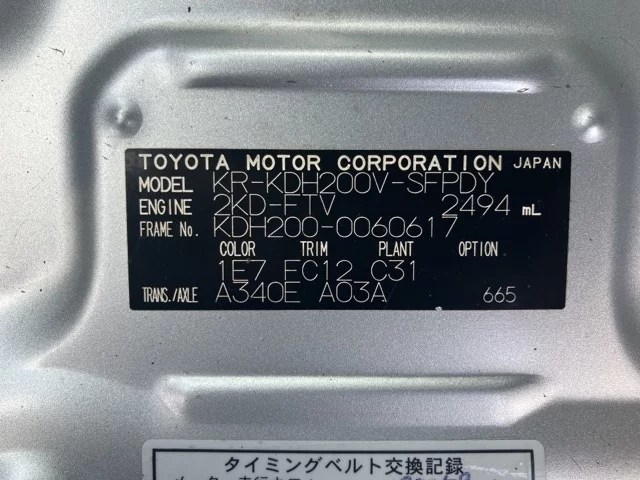 TOYOTA MOTOR CORPORATION JAPAN
MODEL KR-KDH200V-SFPDY
ENGINE 2KD-FTV 2494 mL
FRAME No. KDH200-0060617
COLOR TRIM PLANT OPTION
1E7 FC12 C31
TRANS./AXLE A340E A03A 665
タイミングベルト交換記録